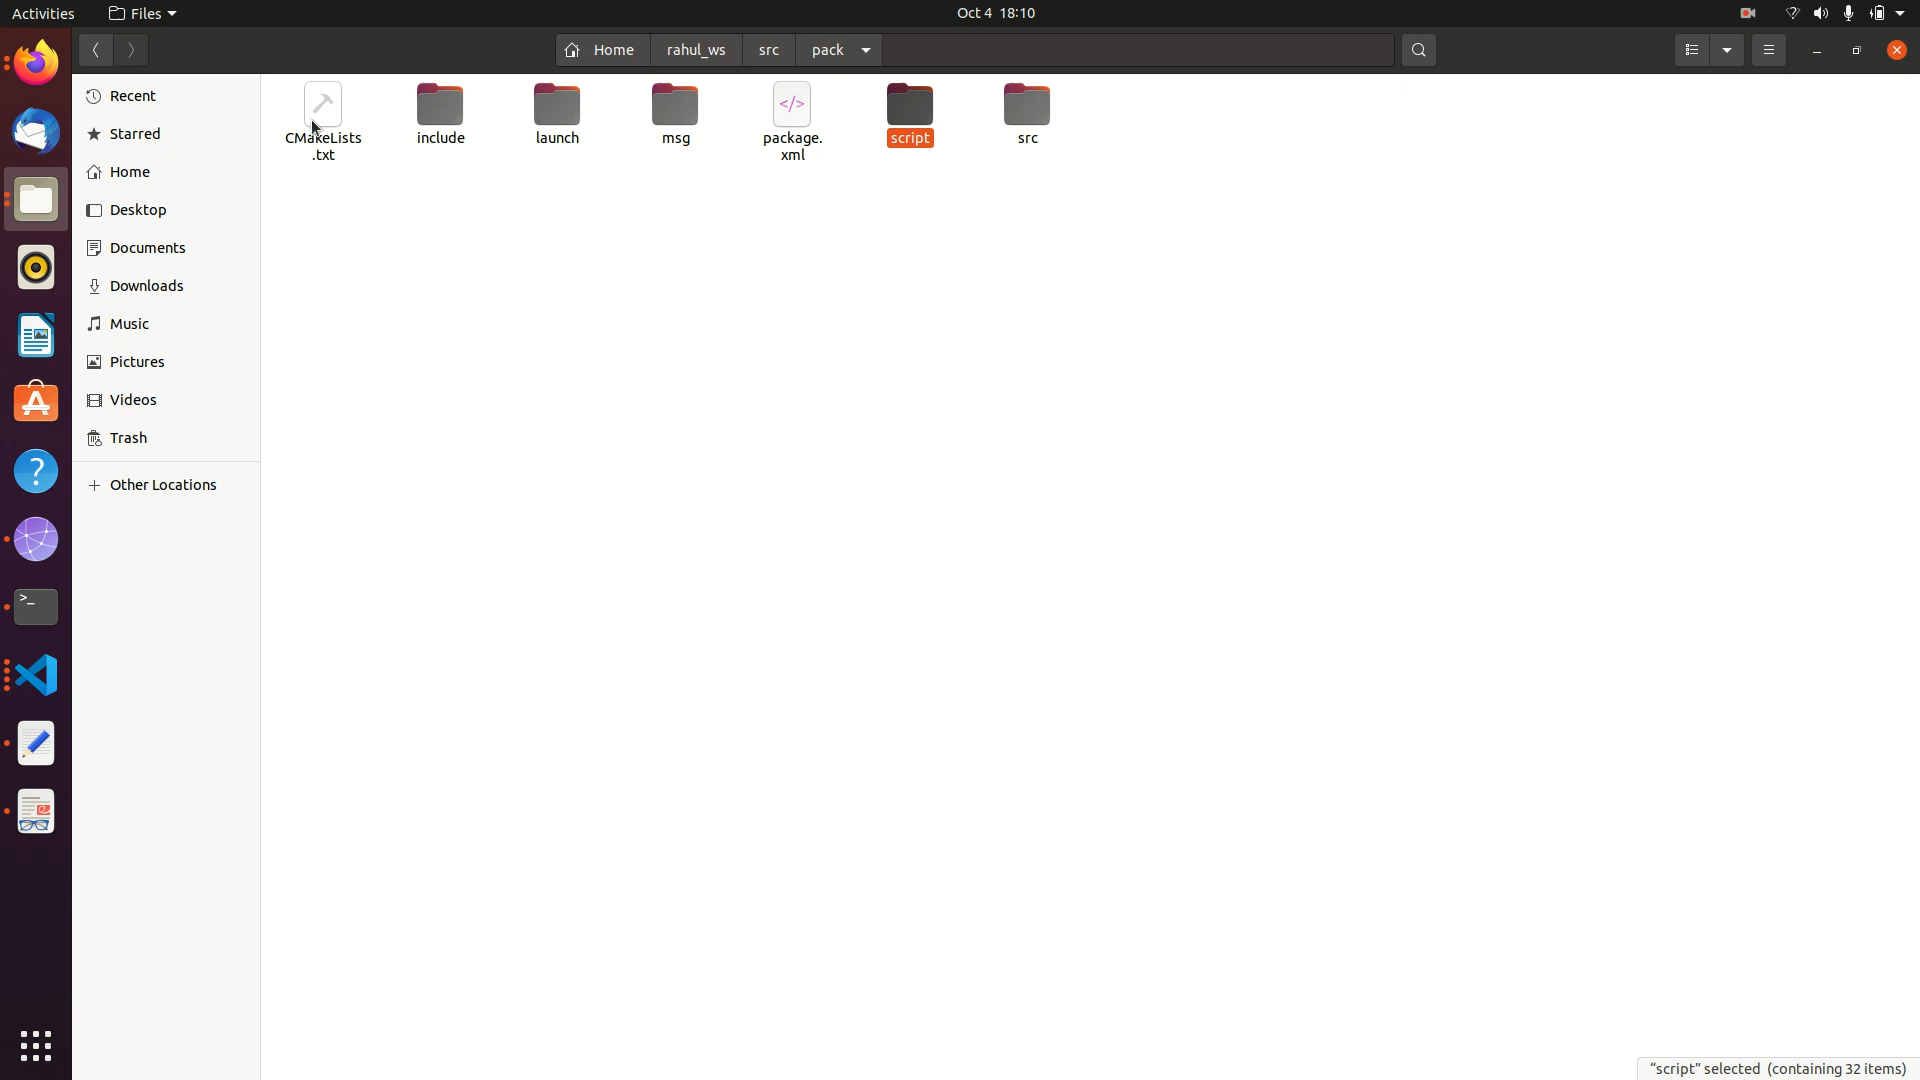 Activities
Files
Oct 4 18:10
Home
rahul_ws
src
pack
Recent
Starred
Home
Desktop
Documents
Downloads
Music
Pictures
Videos
Trash
Other Locations
CMakeLists
.txt
include
launch
msg
</>
package.
xml
script
src
>_
"script" selected (containing 32 items)